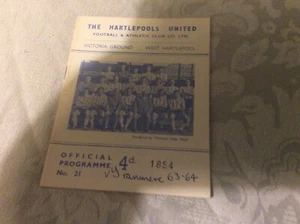 THE HARTLEPOOLS UNITED
FOOTBALL & ATHLETIC CLUB CO. LTD.
VICTORIA GROUND WEST HARTLEPOOL
OFFICIAL
PROGRAMME 4d 1854
No. 21 v Tranmere 63-64